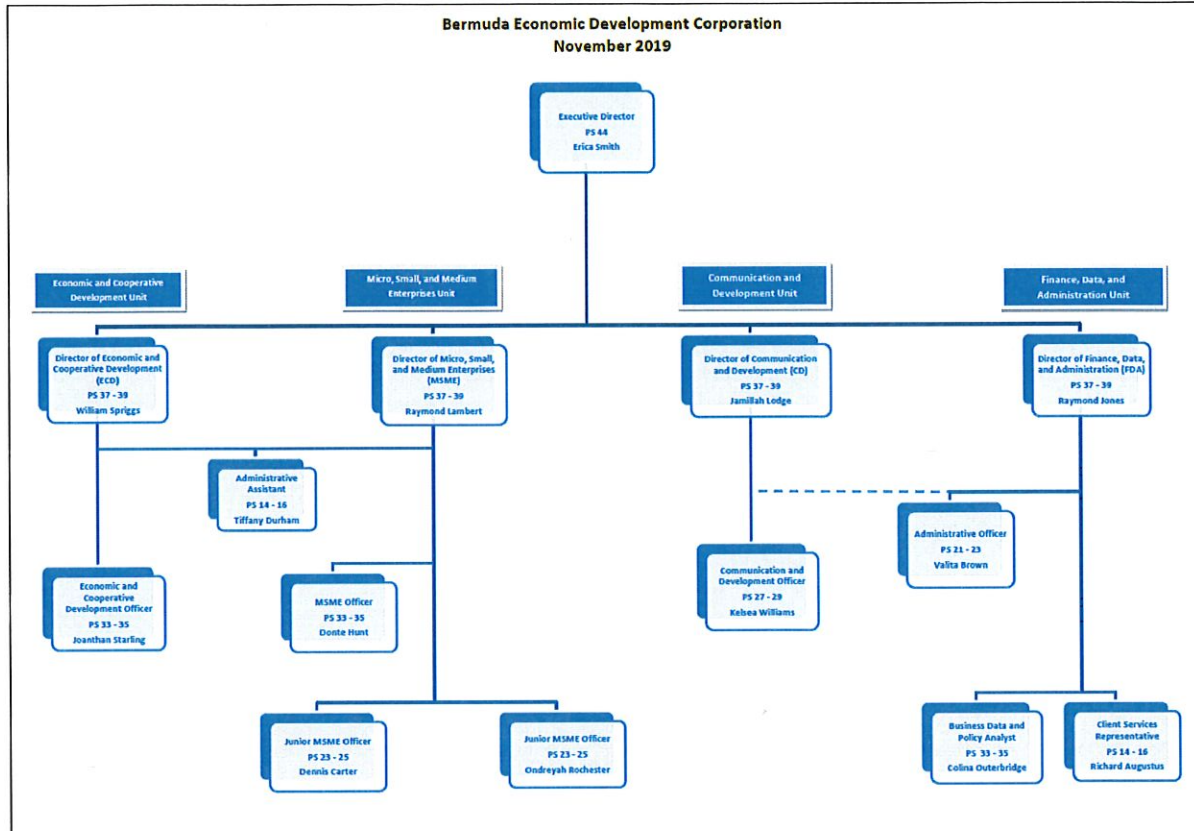 Bermuda Economic Development Corporation
November 2019
Executive Director
PS 44
Erica Smith
Economic and Cooperative
Development Unit
Micro, Small, and Medium
Enterprises Unit
Communication and
Development Unit
Finance, Data, and
Administration Unit
Director of Economic and
Cooperative Development
(ECD)
PS 37 - 39
William Spriggs
Director of Micro, Small,
and Medium Enterprises
(MSME)
PS 37 - 39
Raymond Lambert
Director of Communication
and Development (CD)
PS 37 - 39
Jamillah Lodge
Director of Finance, Data,
and Administration (FDA)
PS 37 - 39
Raymond Jones
Administrative
Assistant
PS 14 - 16
Tiffany Durham
Administrative Officer
PS 21 - 23
Valita Brown
Economic and
Cooperative
Development Officer
PS 33 - 35
Joanthan Starling
MSME Officer
PS 33 - 35
Donte Hunt
Communication and
Development Officer
PS 27 - 29
Kelsea Williams
Junior MSME Officer
PS 23 - 25
Dennis Carter
Junior MSME Officer
PS 23 - 25
Ondreyah Rochester
Business Data and
Policy Analyst
PS 33 - 35
Colina Outerbridge
Client Services
Representative
PS 14 - 16
Richard Augustus